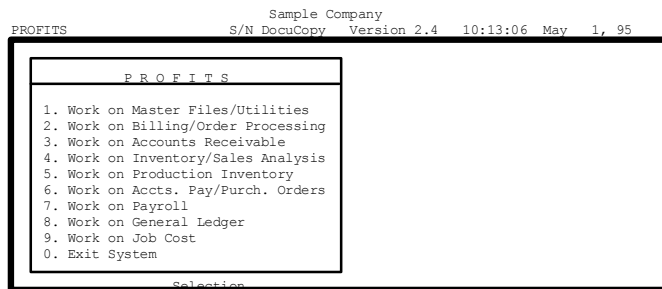 Sample Company
PROFITS S/N DocuCopy Version 2.4 10:13:06 May 1, 95
P R O F I T S
1. Work on Master Files/Utilities
2. Work on Billing/Order Processing
3. Work on Accounts Receivable
4. Work on Inventory/Sales Analysis
5. Work on Production Inventory
6. Work on Accts. Pay/Purch. Orders
7. Work on Payroll
8. Work on General Ledger
9. Work on Job Cost
0. Exit System
Selection